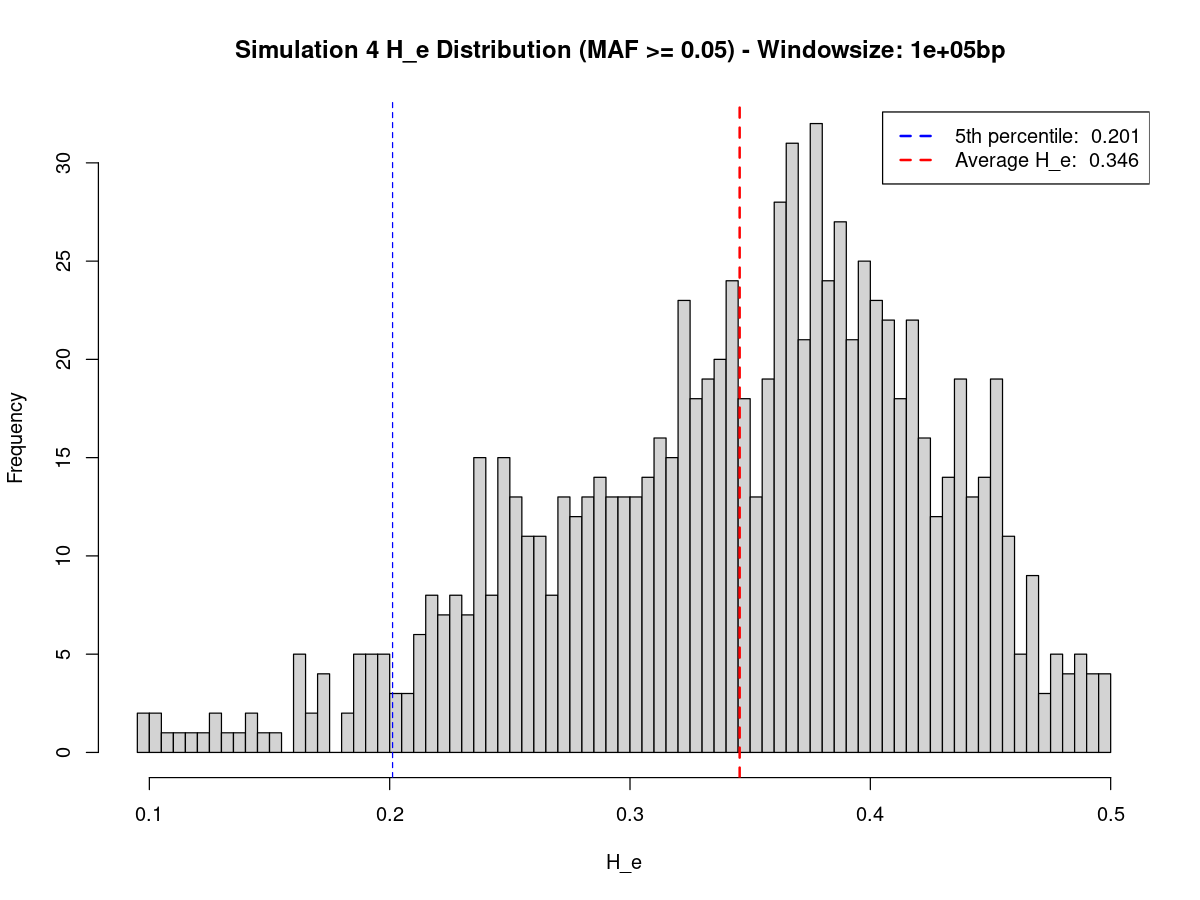 Simulation 4 H_e Distribution (MAF >= 0.05) - Windowsize: 1e+05bp
5th percentile: 0.201
Average H_e: 0.346
Frequency
30
25
20
15
10
5
0
0.1 0.2 0.3 0.4 0.5
H_e